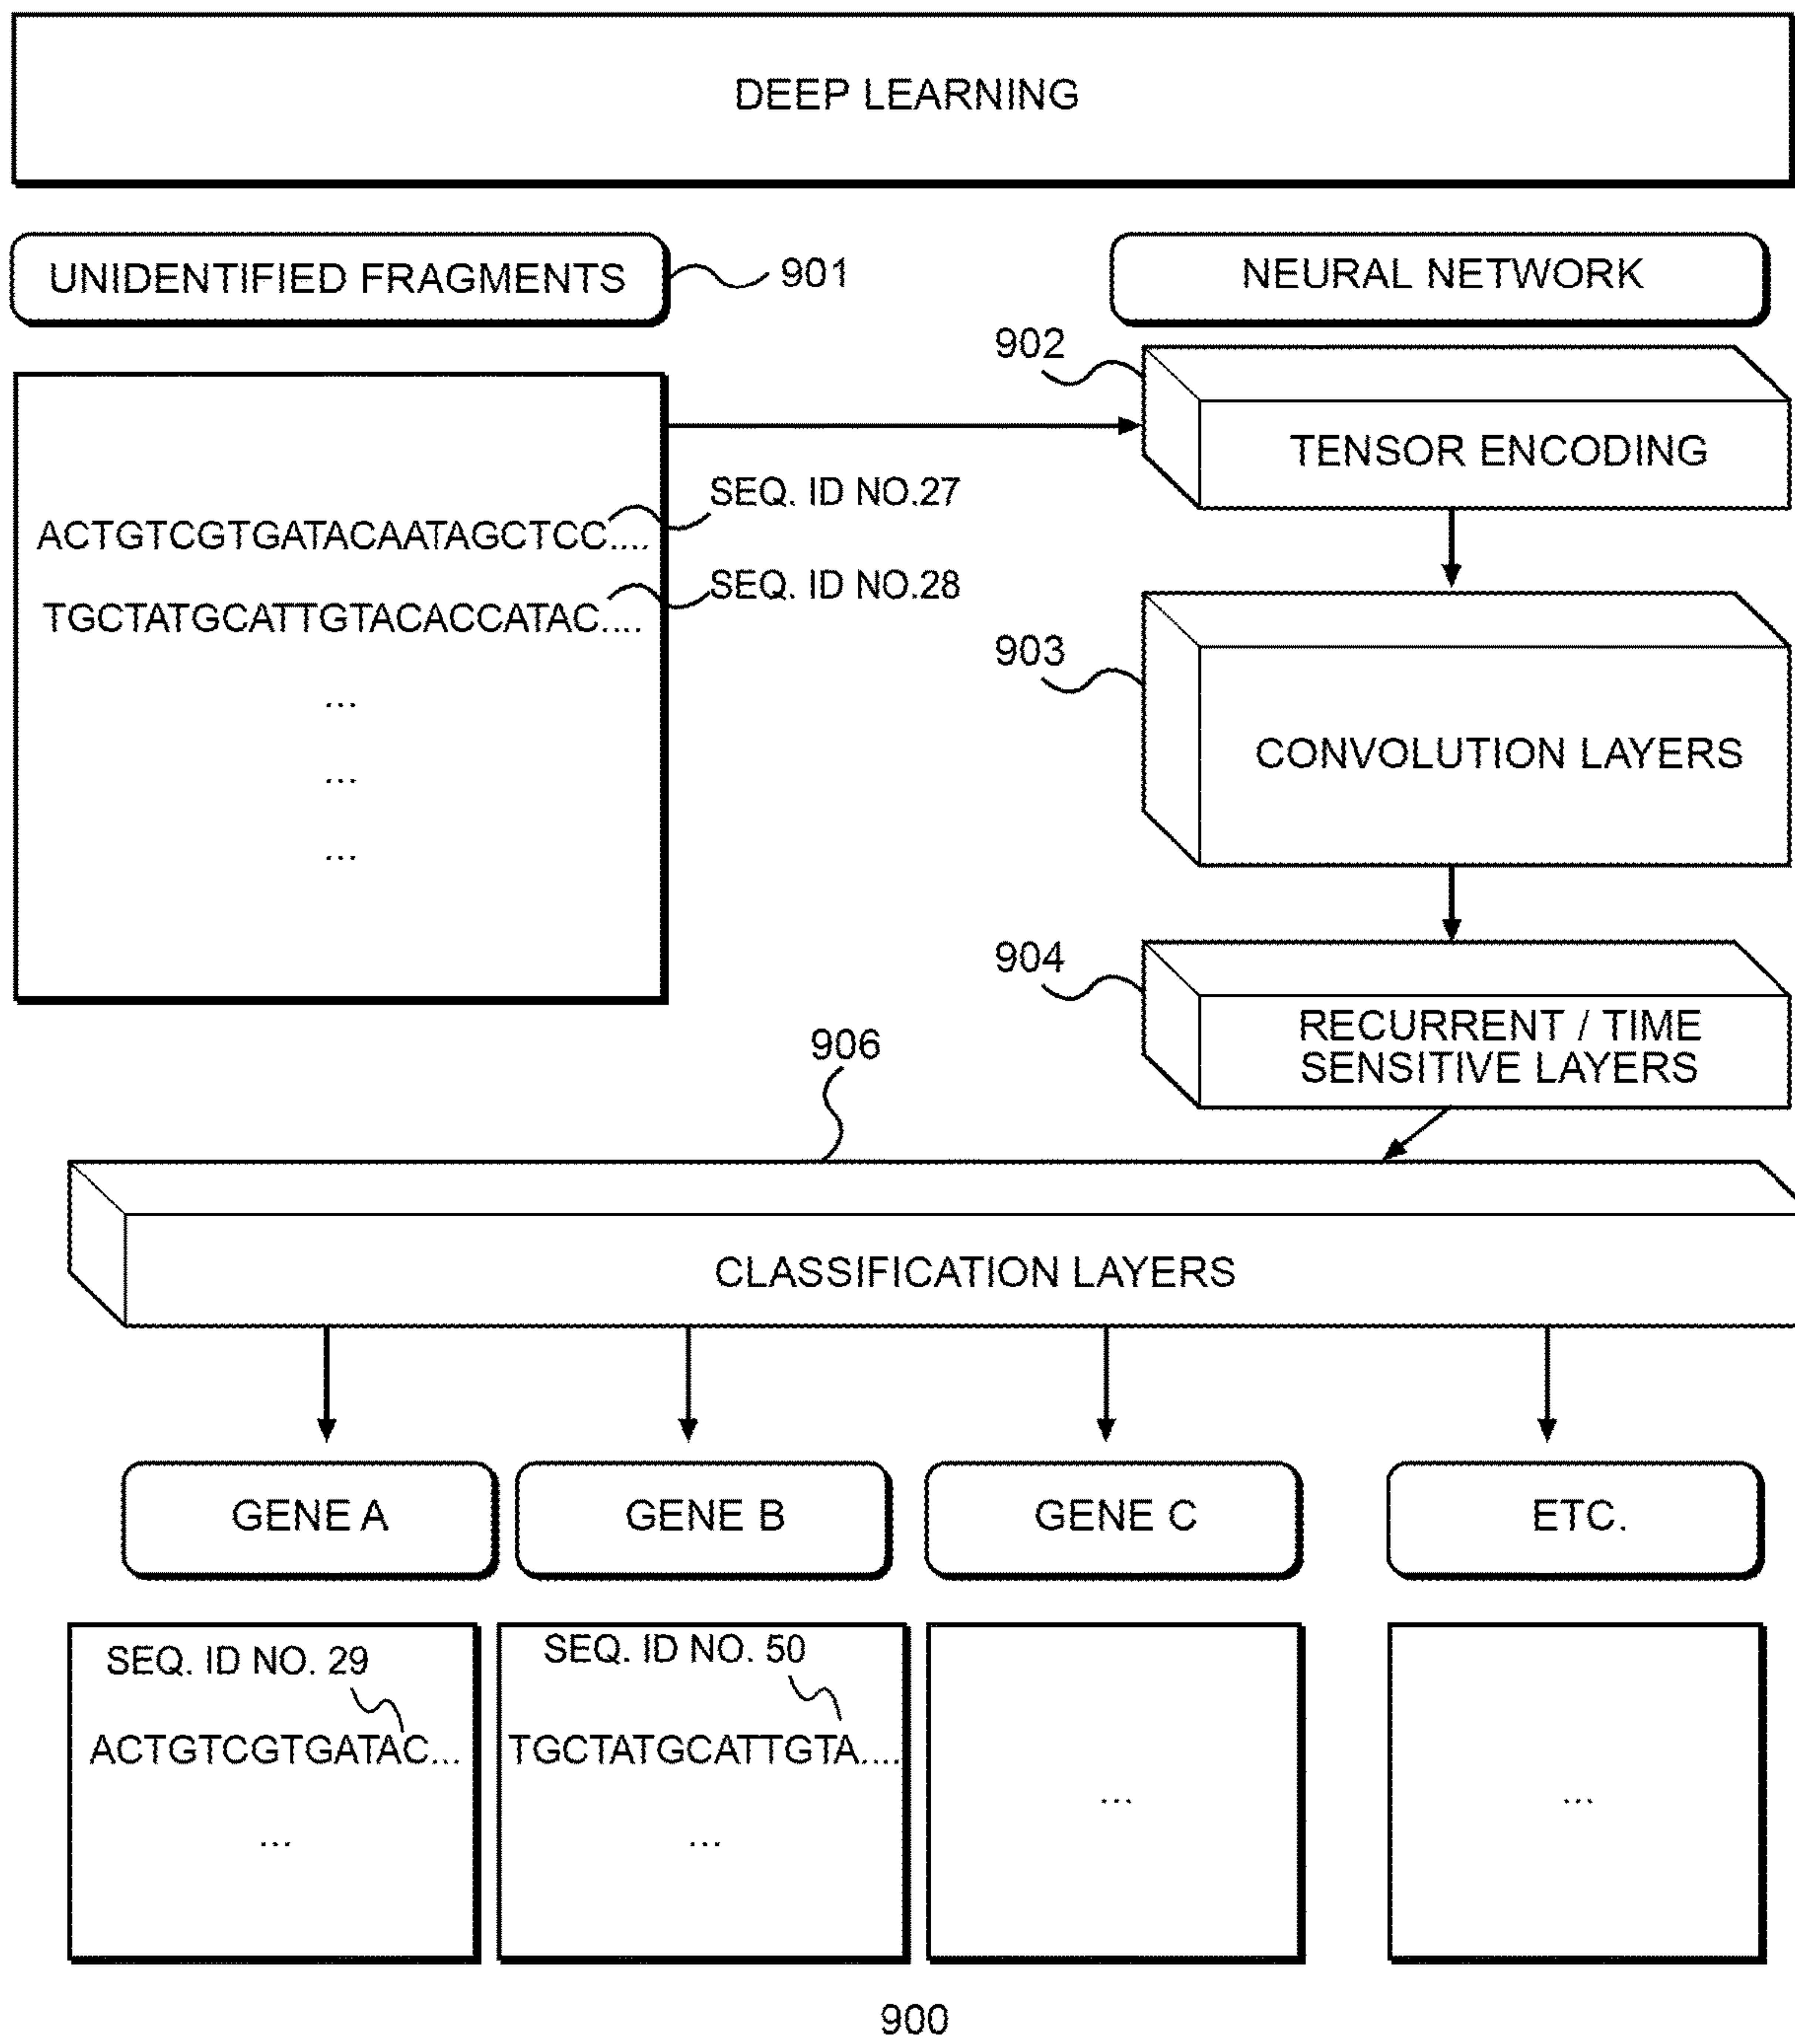 DEEP LEARNING
UNIDENTIFIED FRAGMENTS
901
NEURAL NETWORK
902
TENSOR ENCODING
SEQ. ID NO.27
ACTGTCGTGATACAATAGCTCC....
SEQ. ID NO.28
TGCTATGCATTGTACACCATAC....
...
...
...
903
CONVOLUTION LAYERS
904
RECURRENT / TIME
SENSITIVE LAYERS
906
CLASSIFICATION LAYERS
GENE A
GENE B
GENE C
ETC.
SEQ. ID NO. 29
ACTGTCGTGATAC...
...
SEQ. ID NO. 50
TGCTATGCATTGTA....
...
...
...
900